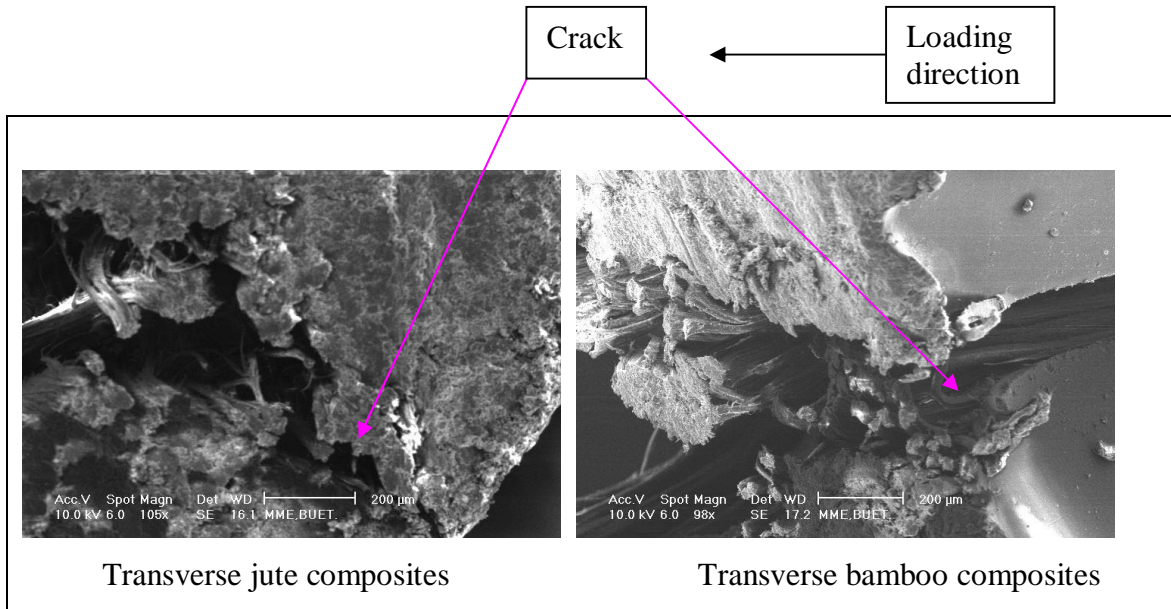 Crack
Loading
direction
Acc.V Spot Magn Det WD 200 µm
10.0 kV 6.0 105x SE 16.1 MME,BUET.
Acc.V Spot Magn Det WD 200 µm
10.0 kV 6.0 98x SE 17.2 MME,BUET.
Transverse jute composites
Transverse bamboo composites